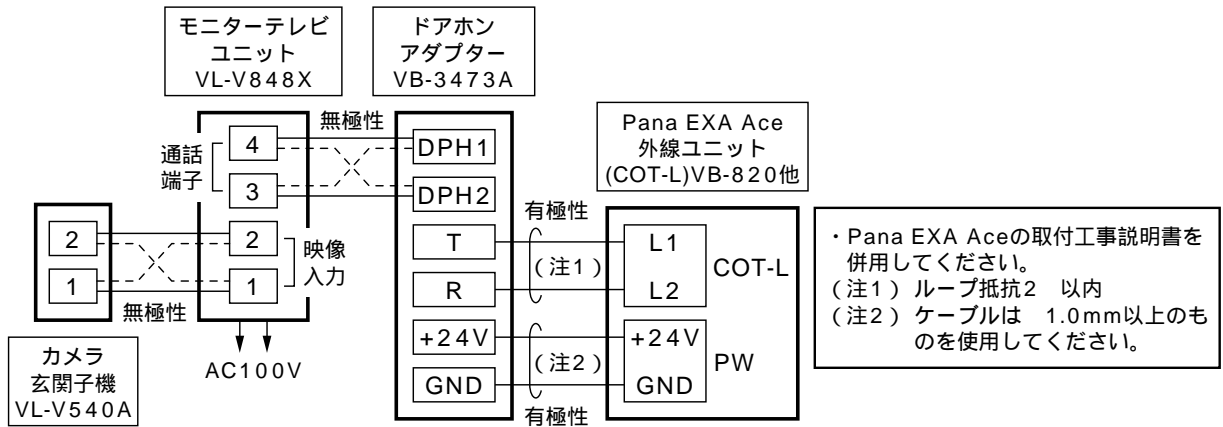 モニターテレビ
ユニット
VL-V848X
ドアホン
アダプター
VB-3473A
Pana EXA Ace
外線ユニット
(COT-L)VB-820他
通話
端子
4
3
2
1
映像
入力
無極性
DPH1
DPH2
T
R
+24V
GND
有極性
(注1)
(注2)
有極性
L1
L2
COT-L
+24V
GND
PW
2
1
無極性
AC100V
カメラ
玄関子機
VL-V540A
・Pana EXA Aceの取付工事説明書を
併用してください。
(注1) ループ抵抗2 以内
(注2) ケーブルは 1.0mm以上のも
のを使用してください。